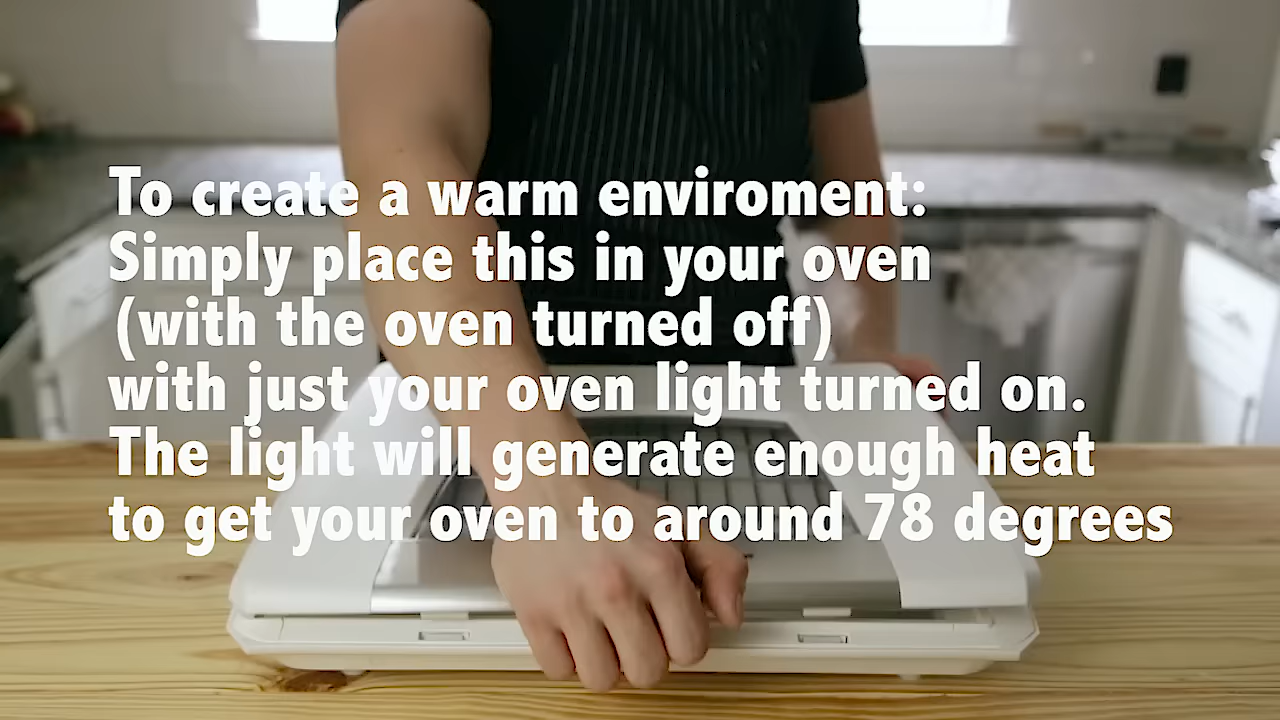 To create a warm enviroment:
Simply place this in your oven
(with the oven turned off)
with just your oven light turned on.
The light will generate enough heat
to get your oven to around 78 degrees